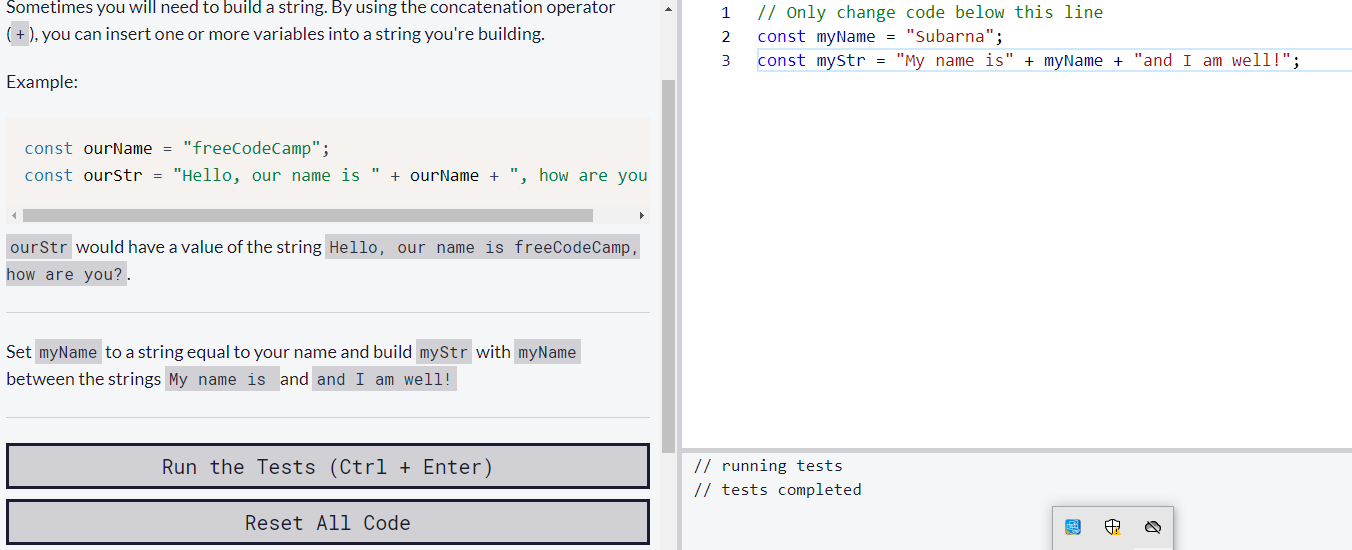 Sometimes you will need to build a string. By using the concatenation operator
(+), you can insert one or more variables into a string you're building.
Example:
const ourName = "freeCodeCamp";
const ourStr = "Hello, our name is " + ourName + ", how are you
ourStr would have a value of the string Hello, our name is freeCodeCamp,
how are you?.
Set myName to a string equal to your name and build myStr with myName
between the strings My name is and and I am well!
Run the Tests (Ctrl + Enter)
Reset All Code
1 // Only change code below this line
2 const myName = "Subarna";
3 const myStr = "My name is" + myName + "and I am well!";
// running tests
// tests completed